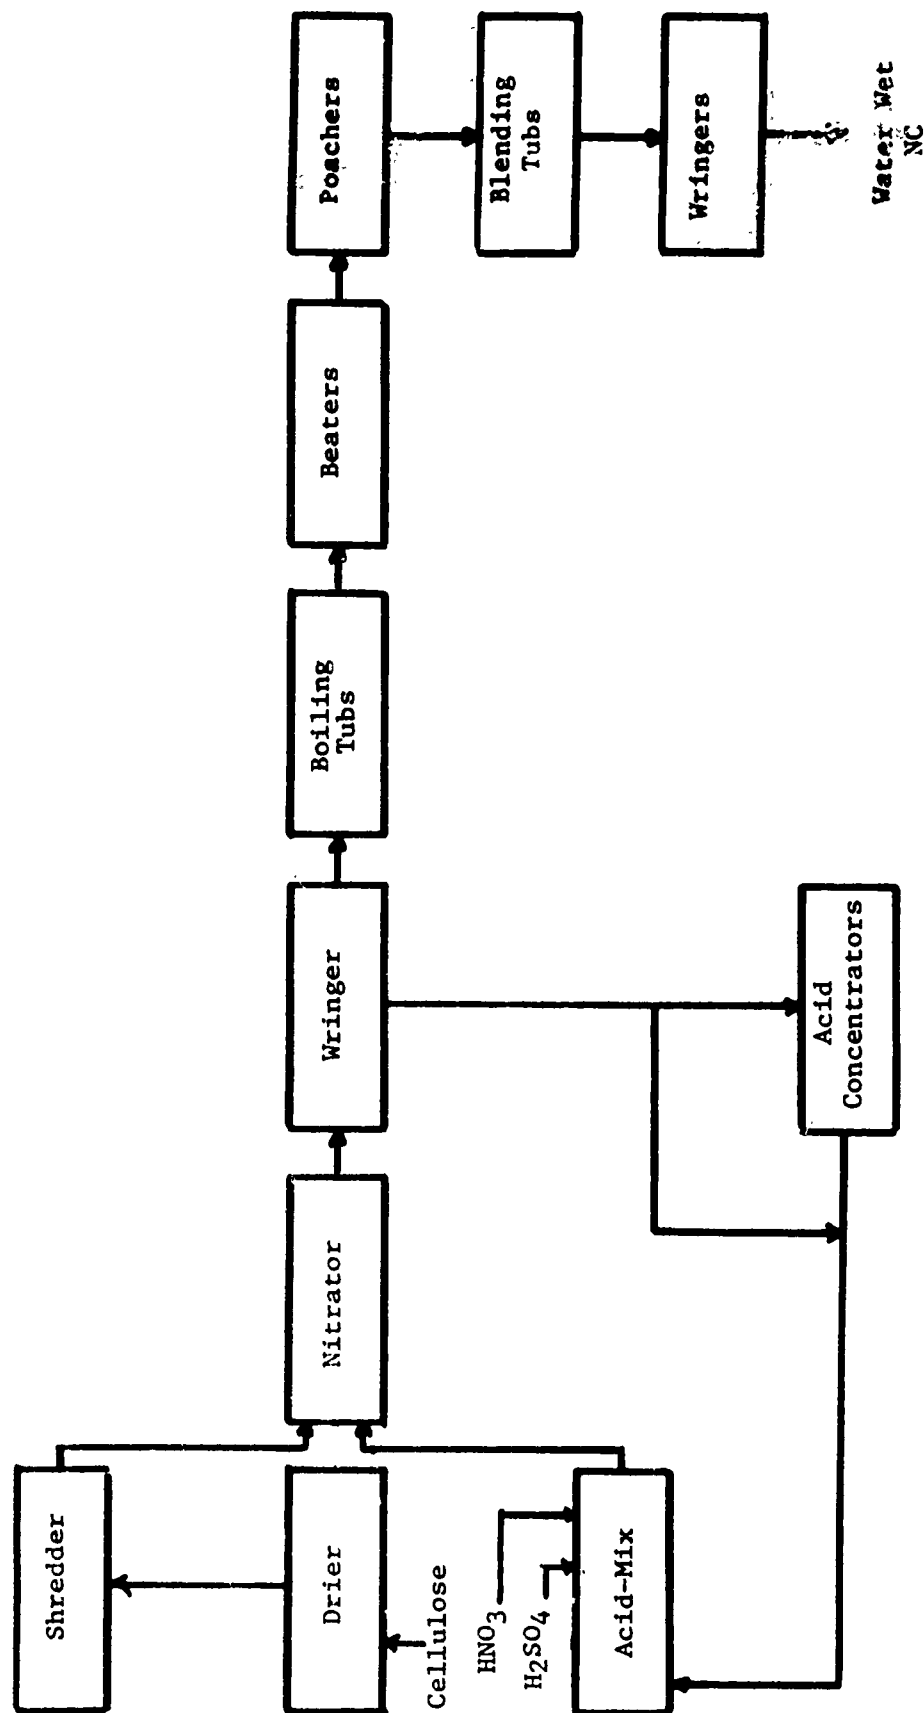 Shredder
Drier
Cellulose
HNO3
H2SO4
Acid-Mix
Nitrator
Wringer
Acid
Concentrators
Boiling
Tubs
Beaters
Poachers
Blending
Tubs
Wringers
Water Wet
NC